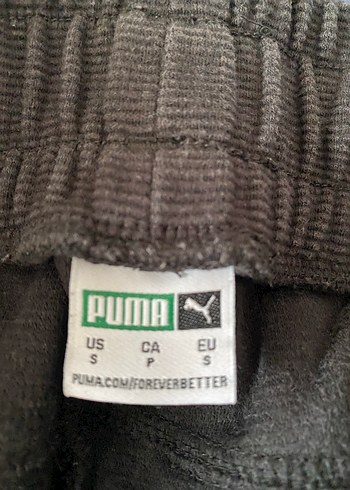 PUMA
US CA EU
S P S
PUMA.COM/FOREVERBETTER